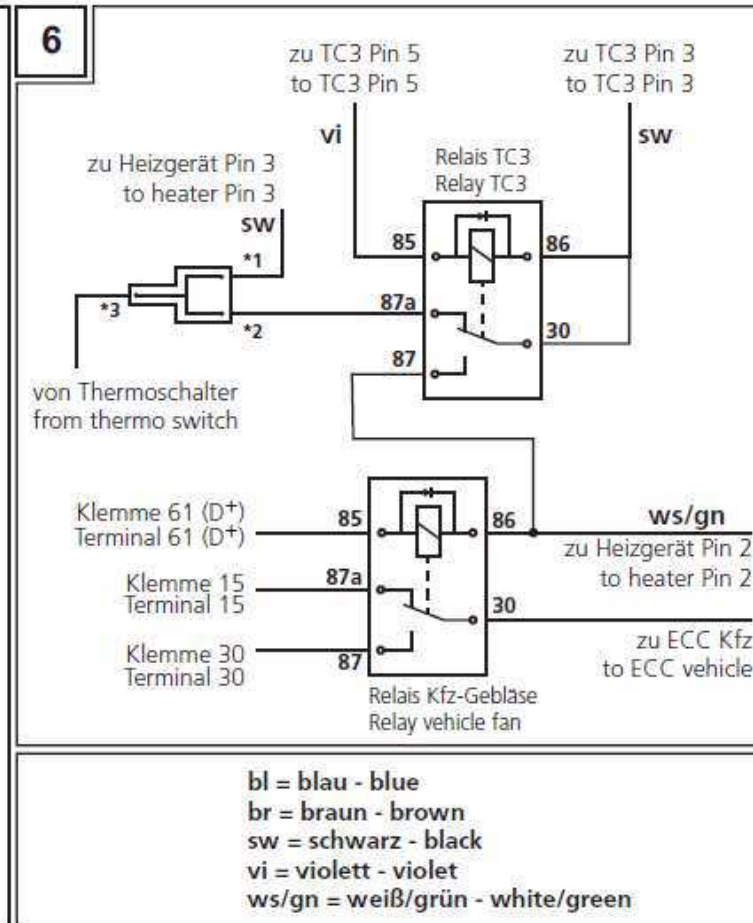 6
zu TC3 Pin 5
to TC3 Pin 5
zu TC3 Pin 3
to TC3 Pin 3
vi
sw
zu Heizgerät Pin 3
to heater Pin 3
sw
Relais TC3
Relay TC3
85
86
*1
*3
*2
87a
30
87
von Thermoschalter
from thermo switch
Klemme 61 (D+)
Terminal 61 (D+)
85
86
ws/gn
zu Heizgerät Pin 2
to heater Pin 2
Klemme 15
Terminal 15
87a
30
Klemme 30
Terminal 30
87
zu ECC Kfz
to ECC vehicle
Relais Kfz-Gebläse
Relay vehicle fan
bl = blau - blue
br = braun - brown
sw = schwarz - black
vi = violett - violet
ws/gn = weiß/grün - white/green